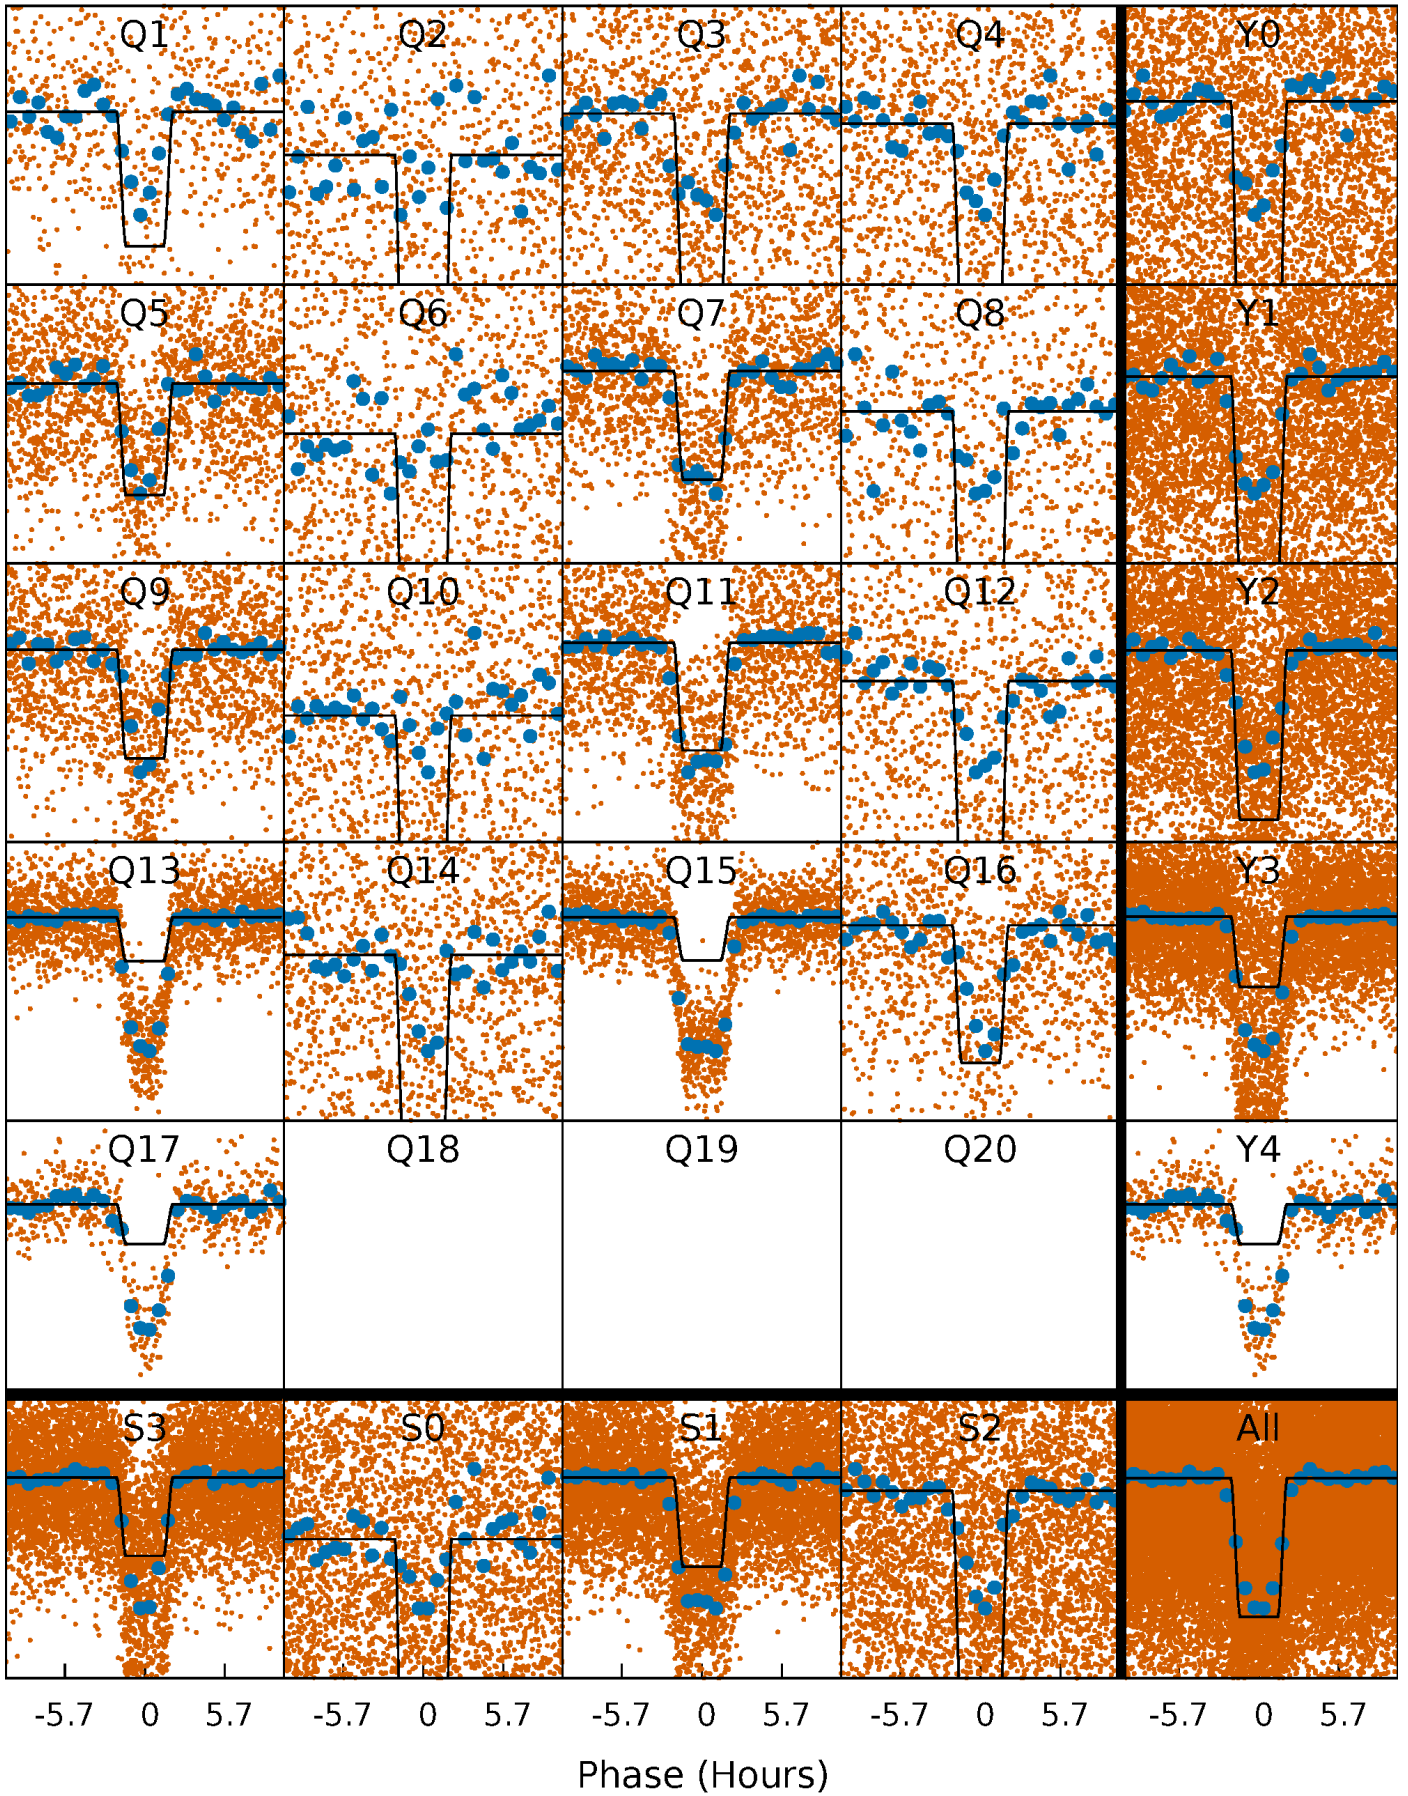 Q1 Q2 Q3 Q4 Y0
Q5 Q6 Q7 Q8 Y1
Q9 Q10 Q11 Q12 Y2
Q13 Q14 Q15 Q16 Y3
Q17 Q18 Q19 Q20 Y4
S3 S0 S1 S2 All
-5.7 0 5.7 -5.7 0 5.7 -5.7 0 5.7 -5.7 0 5.7 -5.7 0 5.7
Phase (Hours)